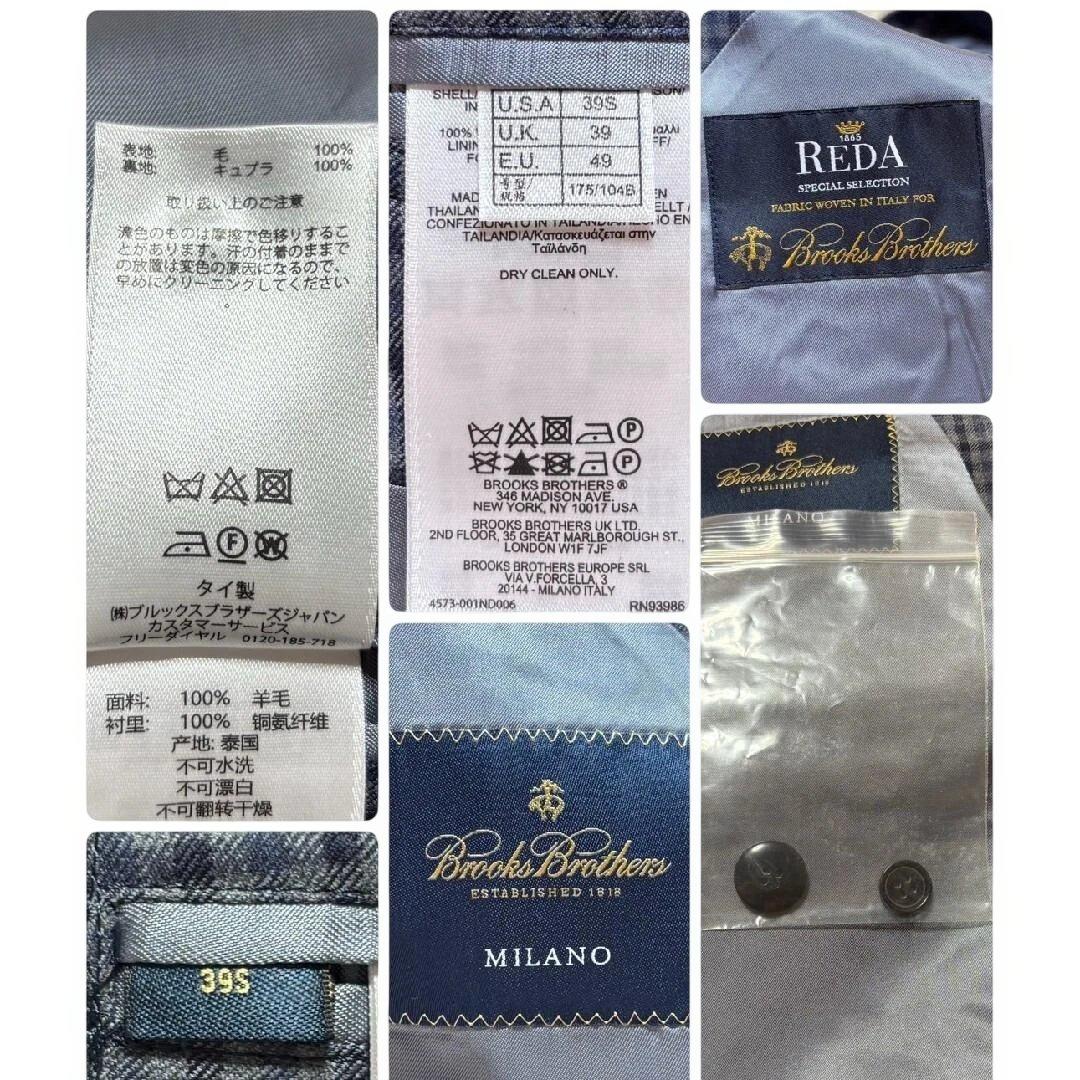 表地: 毛 100%
裏地: キュプラ 100%
取り扱い上のご注意
濃色のものは摩擦で色移りするこ
とがあります。汗の付着のままで
の放置は変色の原因になるので、
早めにクリーニングしてください
。
タイ製
㈱ブルックスブラザーズジャパン
カスタマーサービス
フリーダイヤル 0120-185-718
面料: 100% 羊毛
衬里: 100% 铜氨纤维
产地: 泰国
不可水洗
不可漂白
不可翻转干燥
39S
U.S.A 39S
U.K. 39
E.U. 49
号型/ 175/104B
CONFEZIONATO IN TAILANDIA
TAILANDIA/Κατασκευάζεται στην
Ταϊλάνδη
DRY CLEAN ONLY.
BROOKS BROTHERS ®
346 MADISON AVE.
NEW YORK, NY 10017 USA
BROOKS BROTHERS UK LTD.
2ND FLOOR, 35 GREAT MARLBOROUGH ST.,
LONDON W1F 7JF
BROOKS BROTHERS EUROPE SRL
VIA V.FORCELLA, 3
20144 - MILANO ITALY
4573-001ND006 RN93986
Brooks Brothers
ESTABLISHED 1818
MILANO
1865
REDA
SPECIAL SELECTION
FABRIC WOVEN IN ITALY FOR
Brooks Brothers
Brooks Brothers
ESTABLISHED 1818
MILANO